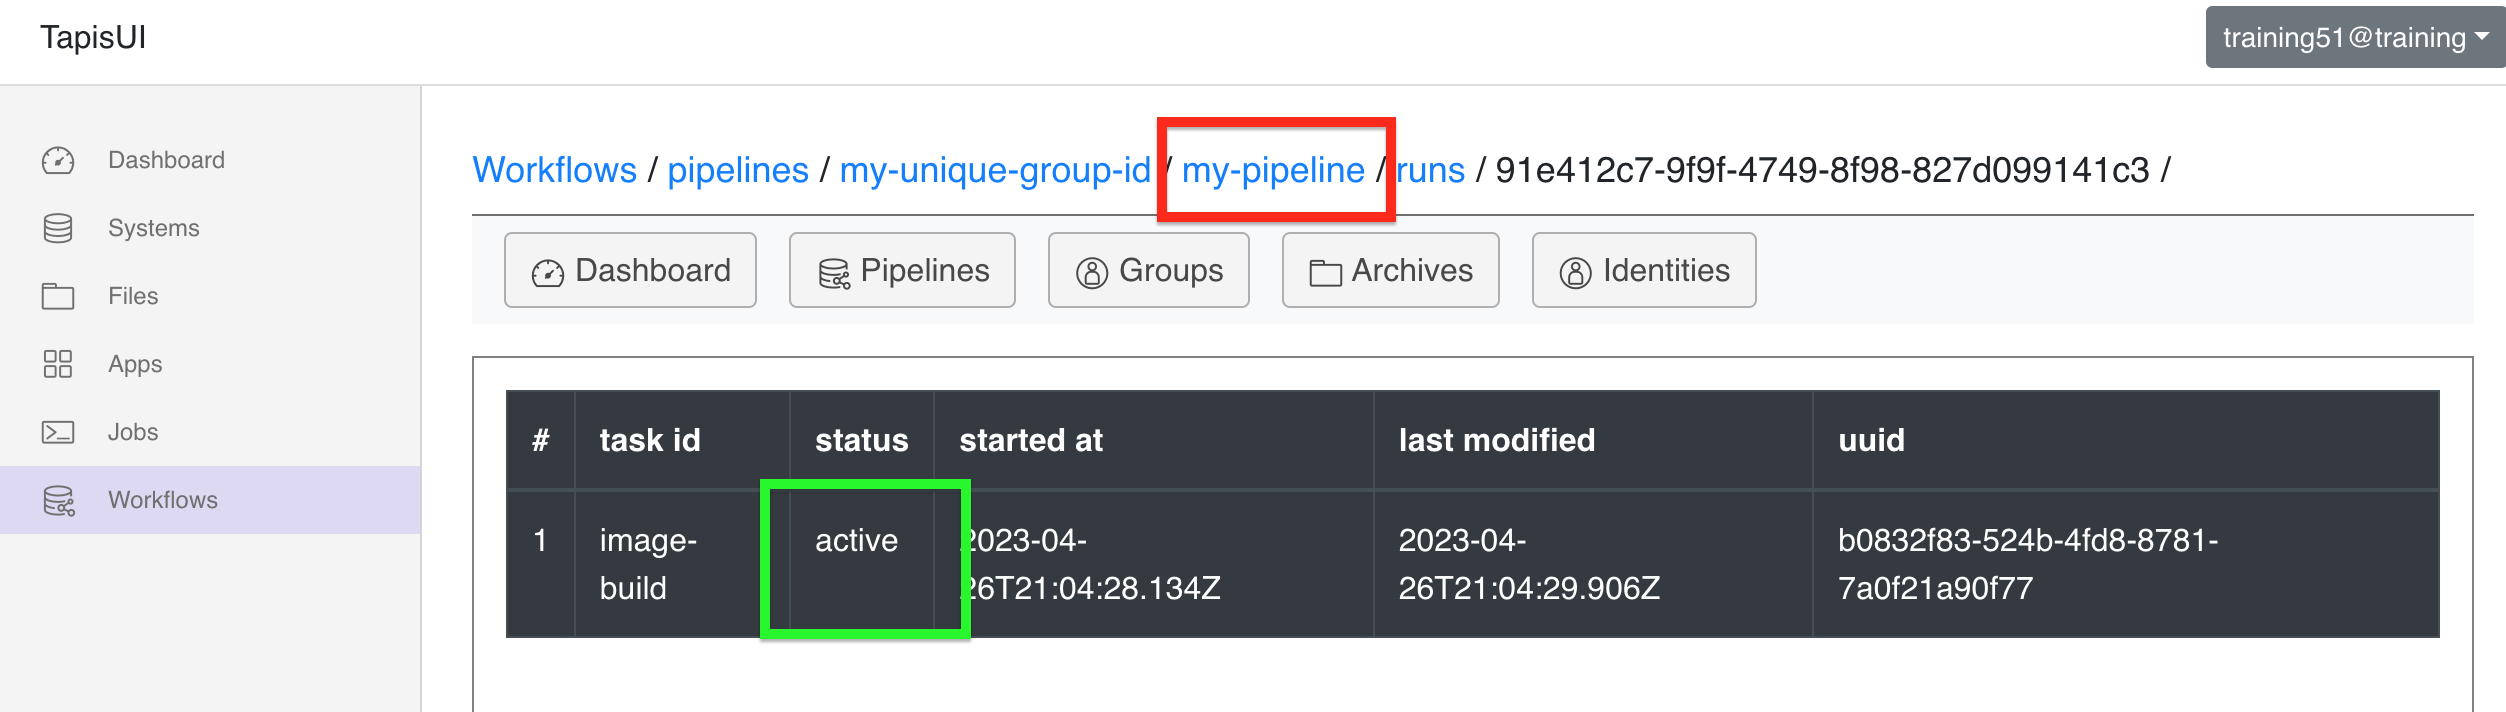 TapisUI
training51@training
Dashboard
Systems
Files
Apps
Jobs
Workflows
Workflows / pipelines / my-unique-group-id / my-pipeline / runs / 91e412c7-9f9f-4749-8f98-827d099141c3 /
Dashboard Pipelines Groups Archives Identities
# task id status started at last modified uuid
1 image- active 2023-04- 2023-04- b0832f83-524b-4fd8-8781-
build 26T21:04:28.134Z 26T21:04:29.906Z 7a0f21a90f77